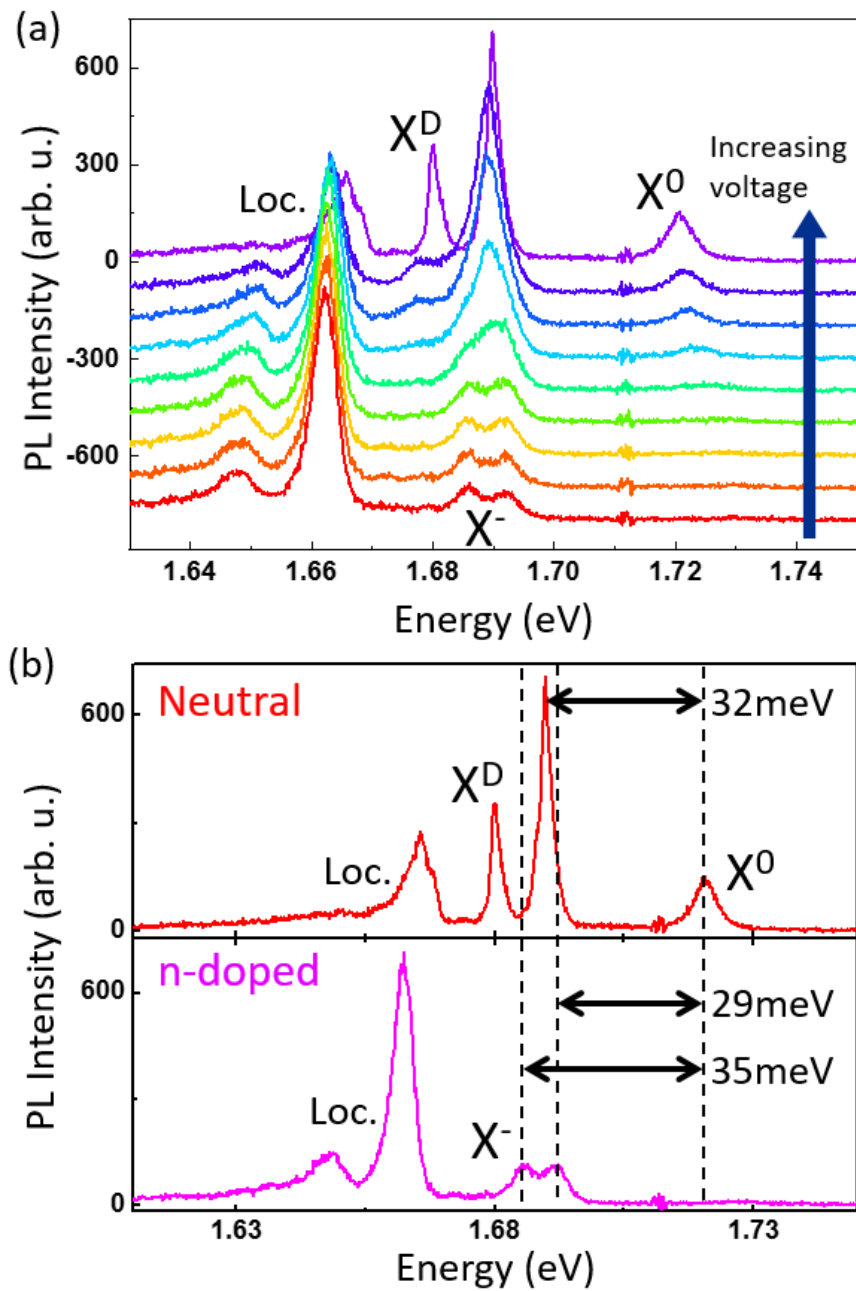 (a)
600
300
0
-300
-600
PL Intensity (arb. u.)
Loc.
X^D
X^0
Increasing
voltage
X^-
1.64
1.66
1.68
1.70
1.72
1.74
Energy (eV)
(b)
Neutral
600
0
32meV
X^D
Loc.
X^0
n-doped
600
0
29meV
35meV
Loc.
X^-
PL Intensity (arb. u.)
1.63
1.68
1.73
Energy (eV)